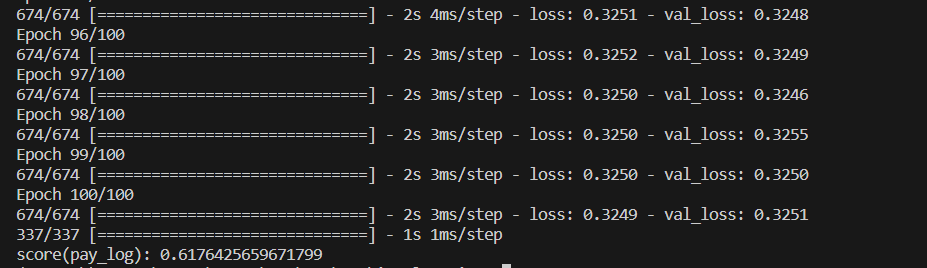 674/674 [==============================] - 2s 4ms/step - loss: 0.3251 - val_loss: 0.3248
Epoch 96/100
674/674 [==============================] - 2s 3ms/step - loss: 0.3252 - val_loss: 0.3249
Epoch 97/100
674/674 [==============================] - 2s 3ms/step - loss: 0.3250 - val_loss: 0.3246
Epoch 98/100
674/674 [==============================] - 2s 3ms/step - loss: 0.3250 - val_loss: 0.3255
Epoch 99/100
674/674 [==============================] - 2s 3ms/step - loss: 0.3250 - val_loss: 0.3250
Epoch 100/100
674/674 [==============================] - 2s 3ms/step - loss: 0.3249 - val_loss: 0.3251
337/337 [==============================] - 1s 1ms/step
score(pay_log): 0.6176425659671799